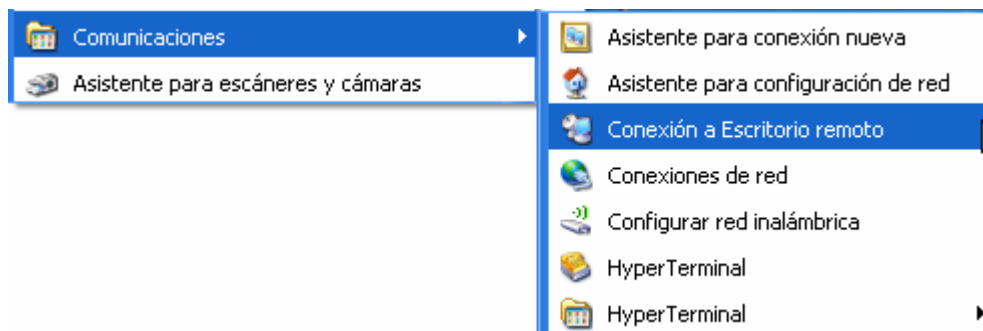 Comunicaciones
Asistente para escáneres y cámaras
Asistente para conexión nueva
Asistente para configuración de red
Conexión a Escritorio remoto
Conexiones de red
Configurar red inalámbrica
HyperTerminal
HyperTerminal